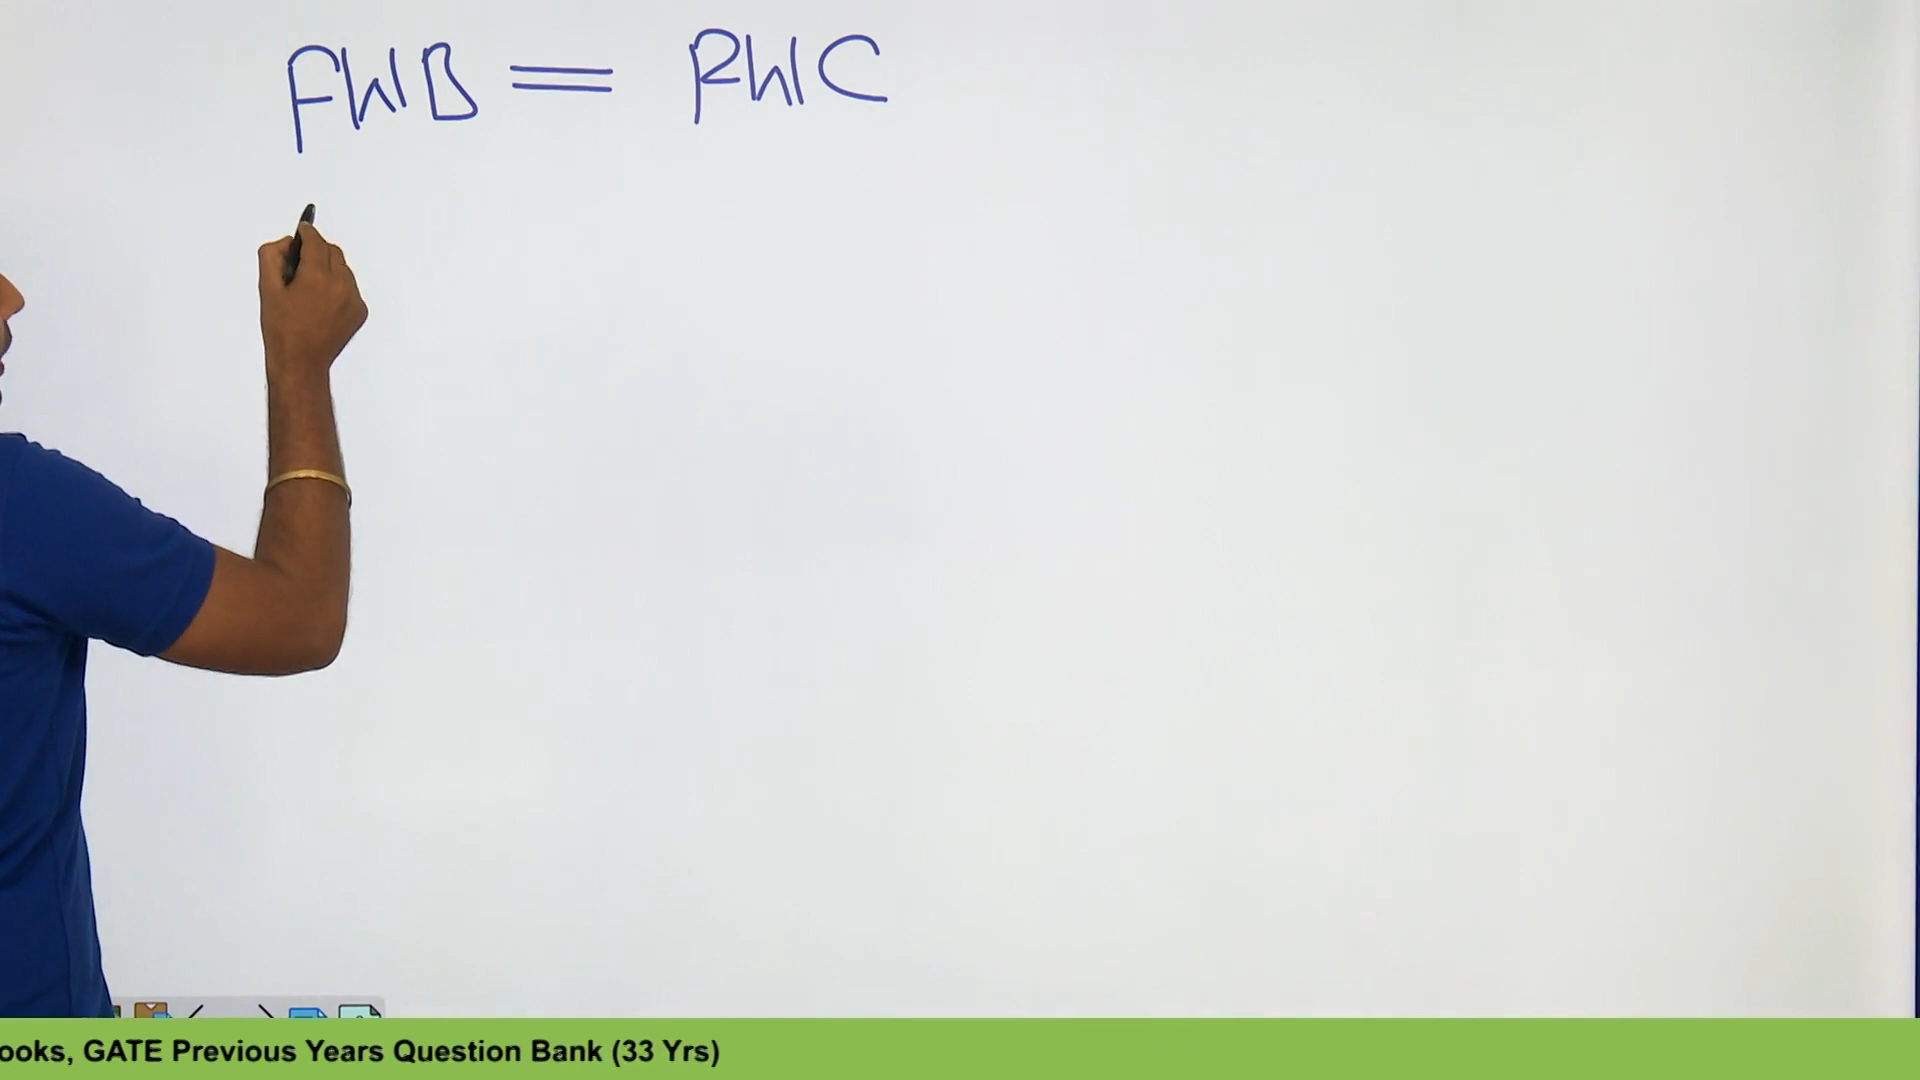 FWB = RWC
ooks, GATE Previous Years Question Bank (33 Yrs)